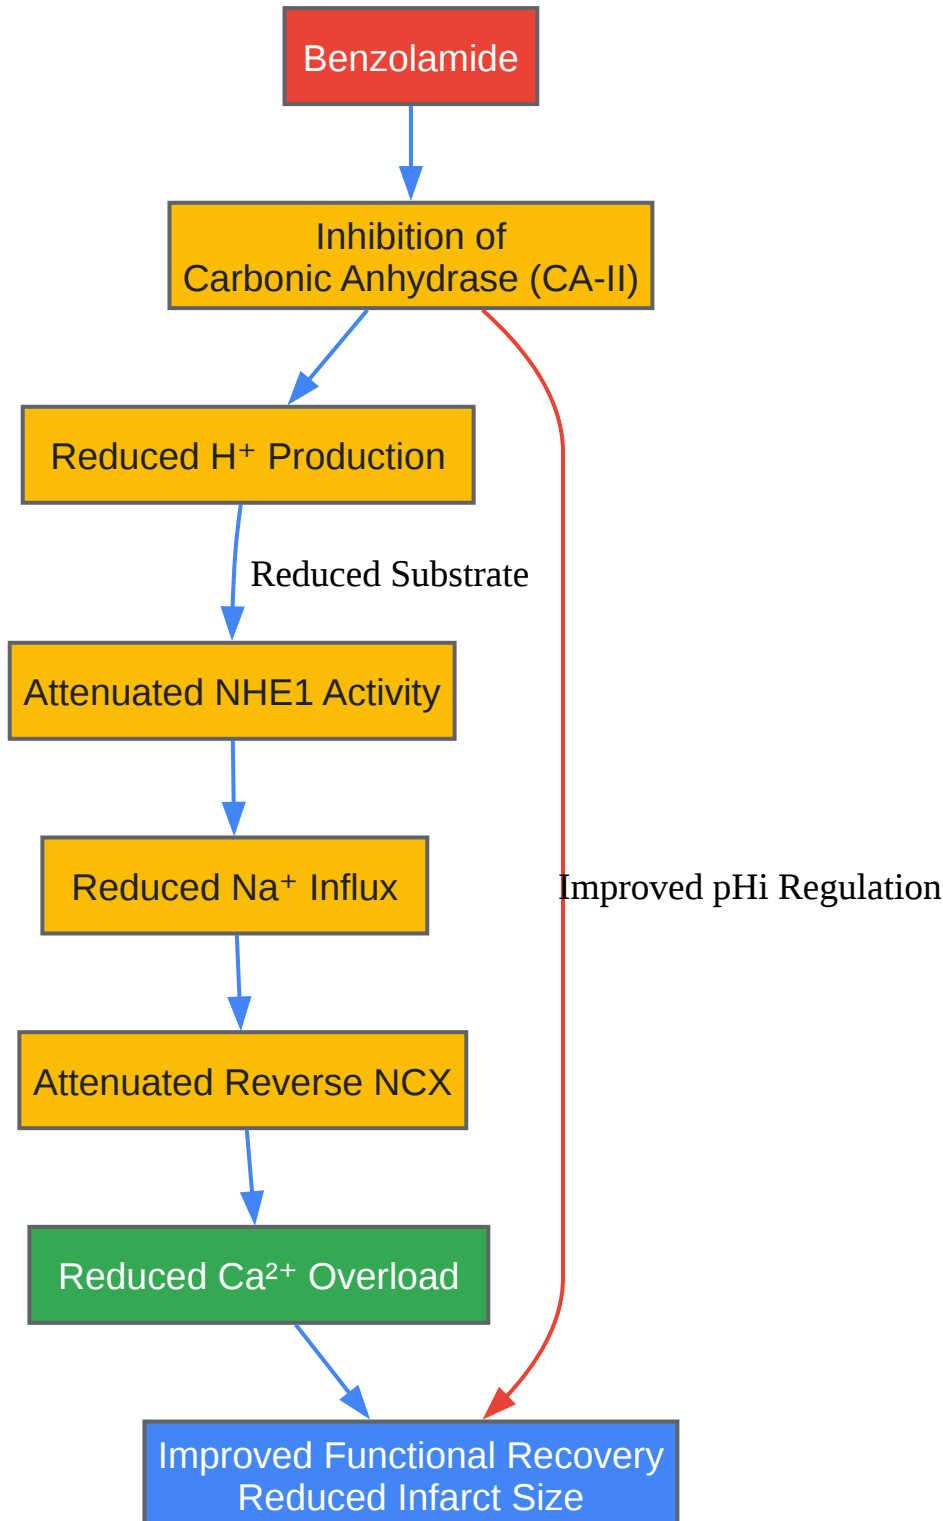 Benzolamide
Inhibition of
Carbonic Anhydrase (CA-II)
Reduced H⁺ Production
Reduced Substrate
Attenuated NHE1 Activity
Reduced Na⁺ Influx
Improved pHi Regulation
Attenuated Reverse NCX
Reduced Ca²⁺ Overload
Improved Functional Recovery
Reduced Infarct Size